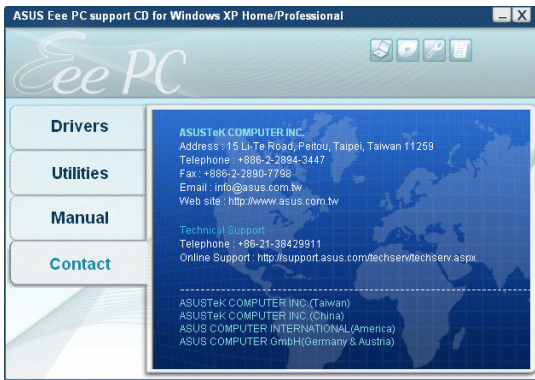 ASUS Eee PC support CD for Windows XP Home/Professional
Eee PC
Drivers
Utilities
Manual
Contact
ASUSTeK COMPUTER INC.
Address : 15 Li-Te Road, Peitou, Taipei, Taiwan 11259
Telephone : +886-2-2894-3447
Fax : +886-2-2890-7798
Email : info@asus.com.tw
Web site : http://www.asus.com.tw
Technical Support
Telephone : +86-21-38429911
Online Support : http://support.asus.com/techserv/techserv.aspx
ASUSTeK COMPUTER INC.(Taiwan)
ASUSTeK COMPUTER INC.(China)
ASUS COMPUTER INTERNATIONAL(America)
ASUS COMPUTER GmbH(Germany & Austria)